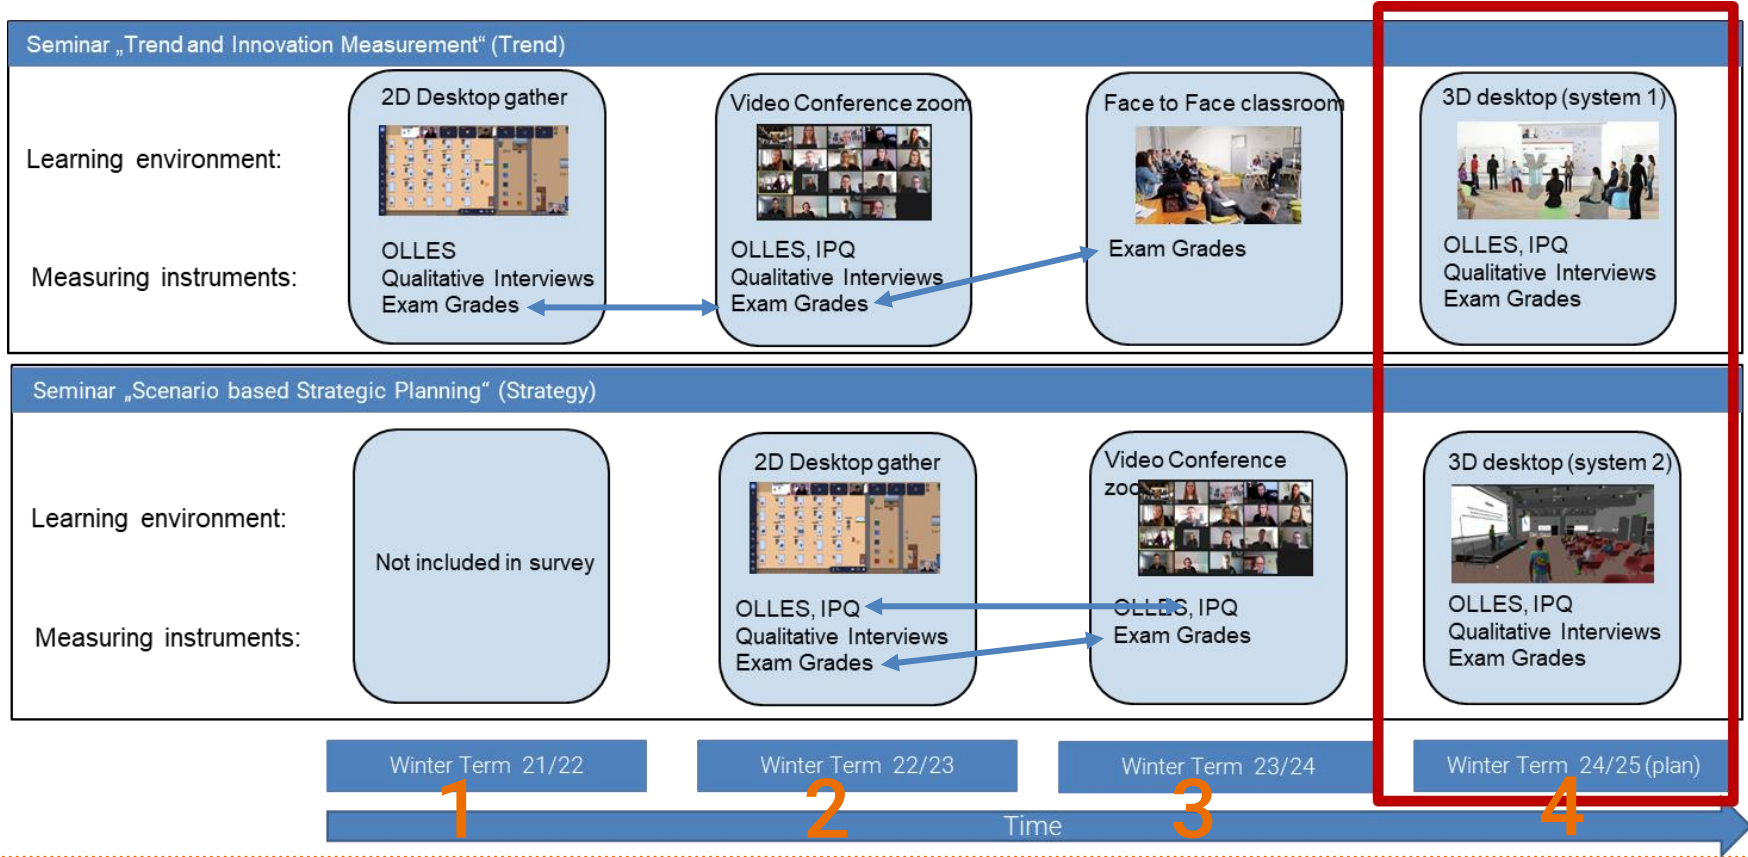 Seminar „Trend and Innovation Measurement“ (Trend)
Learning environment:
Measuring instruments:
2D Desktop gather
OLLES
Qualitative Interviews
Exam Grades
Video Conference zoom
OLLES, IPQ
Qualitative Interviews
Exam Grades
Face to Face classroom
Exam Grades
3D desktop (system 1)
OLLES, IPQ
Qualitative Interviews
Exam Grades
Seminar „Scenario based Strategic Planning“ (Strategy)
Learning environment:
Measuring instruments:
Not included in survey
2D Desktop gather
OLLES, IPQ
Qualitative Interviews
Exam Grades
Video Conference
OLLES, IPQ
Exam Grades
3D desktop (system 2)
OLLES, IPQ
Qualitative Interviews
Exam Grades
Winter Term 21/22
Winter Term 22/23
Winter Term 23/24
Winter Term 24/25 (plan)
1
2
3
4
Time